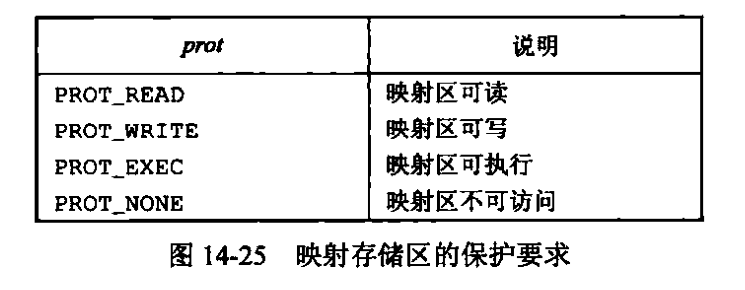 prot 说明
PROT_READ 映射区可读
PROT_WRITE 映射区可写
PROT_EXEC 映射区可执行
PROT_NONE 映射区不可访问
图 14-25 映射存储区的保护要求